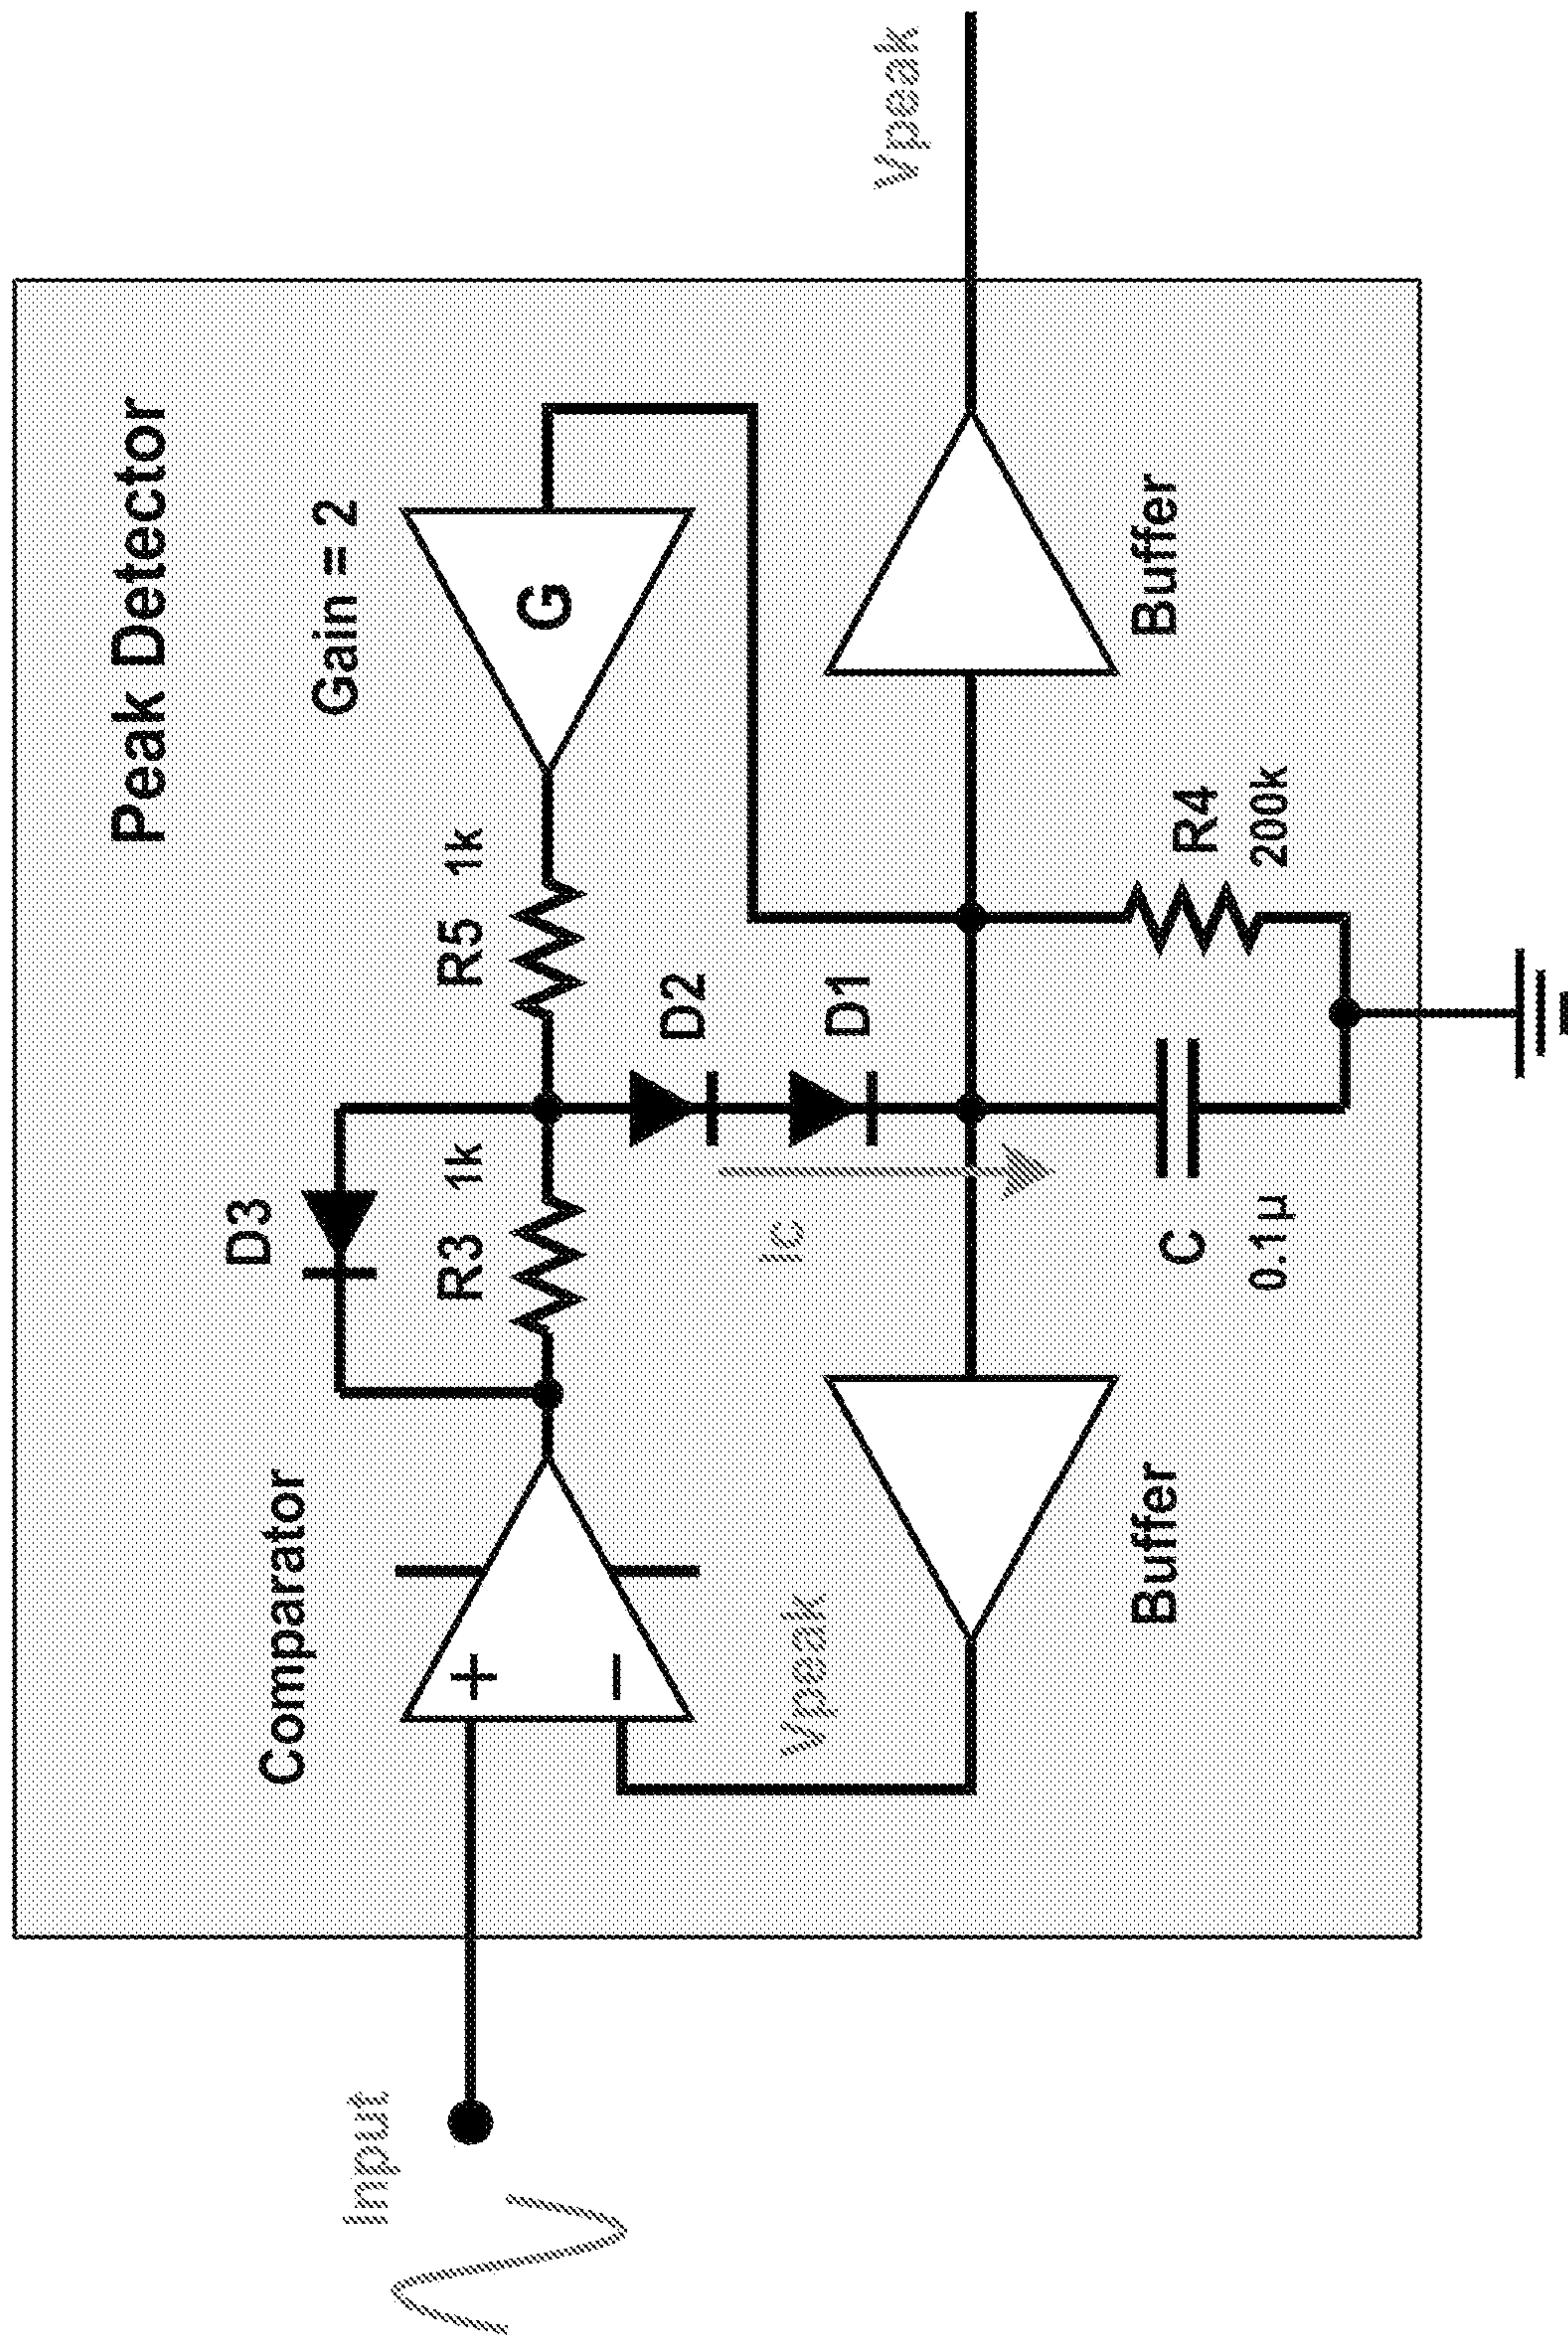 Peak Detector
Comparator
D3
Gain = 2
Input
+
−
R3 1k
R5 1k
G
D2
D1
Ic
Vpeak
Vpeak
Buffer
C
0.1µ
R4
200k
Buffer